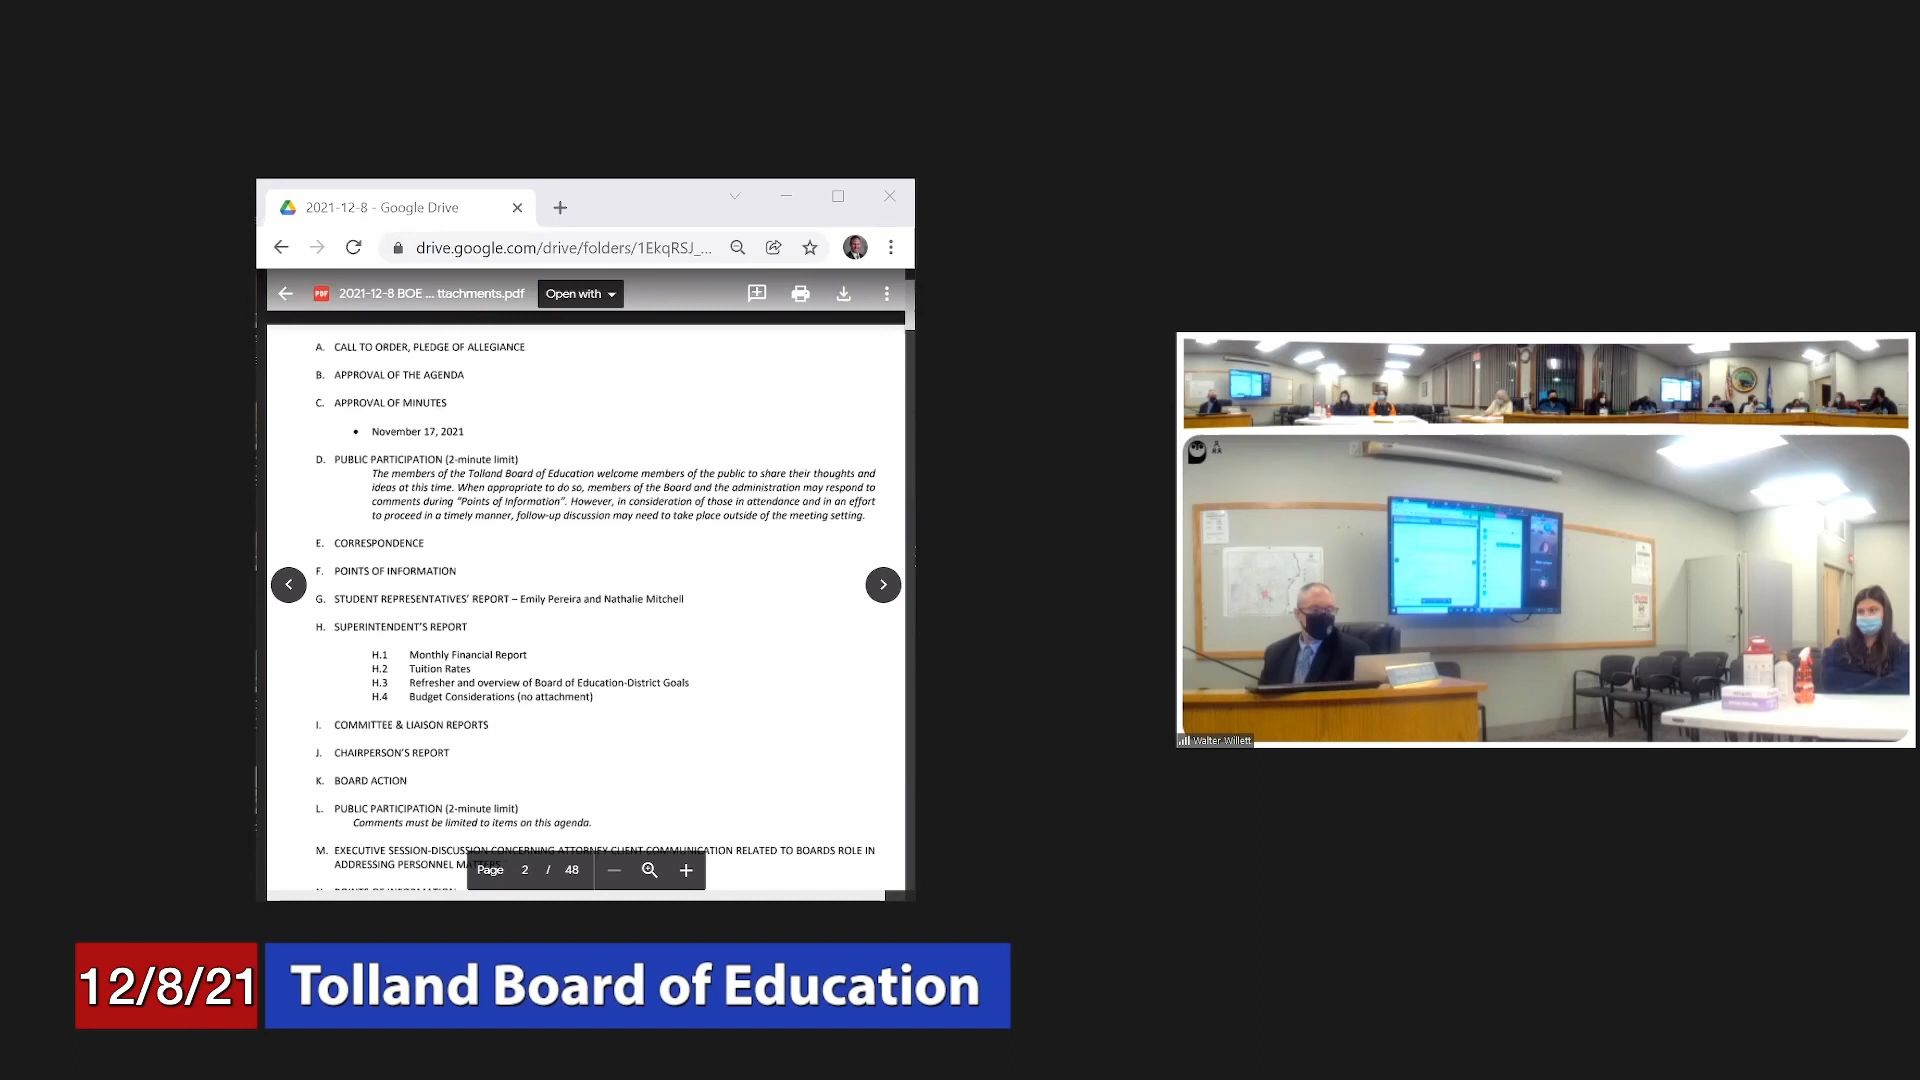 2021-12-8 - Google Drive
drive.google.com/drive/folders/1EkqRSJ_...
PDF 2021-12-8 BOE ... ttachments.pdf Open with
A. CALL TO ORDER, PLEDGE OF ALLEGIANCE
B. APPROVAL OF THE AGENDA
C. APPROVAL OF MINUTES
• November 17, 2021
D. PUBLIC PARTICIPATION (2-minute limit)
The members of the Tolland Board of Education welcome members of the public to share their thoughts and
ideas at this time. When appropriate to do so, members of the Board and the administration may respond to
comments during “Points of Information”. However, in consideration of those in attendance and in an effort
to proceed in a timely manner, follow-up discussion may need to take place outside of the meeting setting.
E. CORRESPONDENCE
F. POINTS OF INFORMATION
G. STUDENT REPRESENTATIVES’ REPORT – Emily Pereira and Nathalie Mitchell
H. SUPERINTENDENT’S REPORT
H.1 Monthly Financial Report
H.2 Tuition Rates
H.3 Refresher and overview of Board of Education-District Goals
H.4 Budget Considerations (no attachment)
I. COMMITTEE & LIAISON REPORTS
J. CHAIRPERSON’S REPORT
K. BOARD ACTION
L. PUBLIC PARTICIPATION (2-minute limit)
Comments must be limited to items on this agenda.
M. EXECUTIVE SESSION-DISCUSSION CONCERNING ATTORNEY CLIENT COMMUNICATION RELATED TO BOARDS ROLE IN
ADDRESSING PERSONNEL MATTERS
N. POINTS OF INFORMATION
Page 2 / 48
Walter Willett
12/8/21 Tolland Board of Education